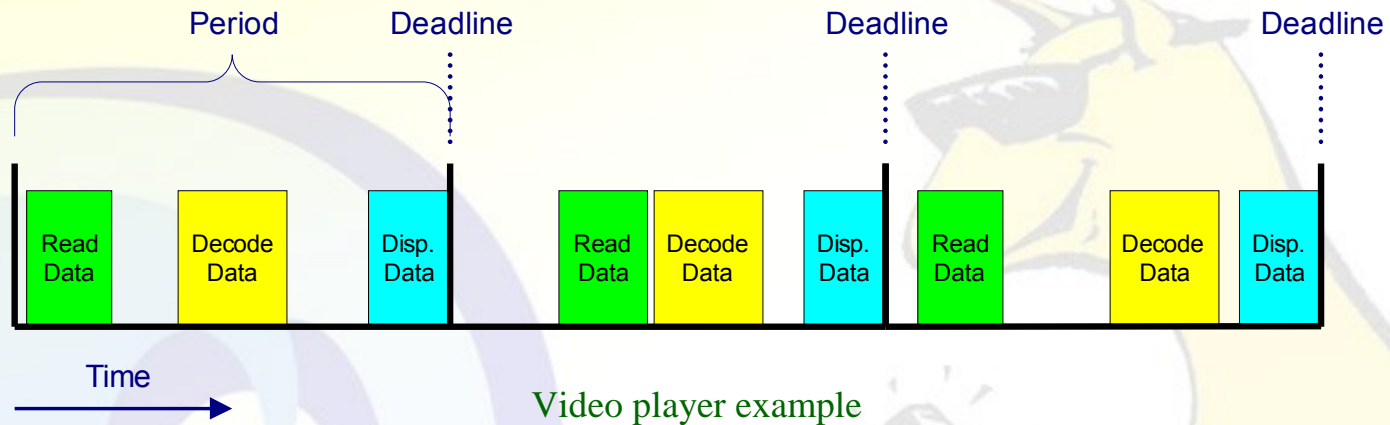 Period Deadline Deadline Deadline
Read Decode Disp. Read Decode Disp. Read Decode Disp.
Data Data Data Data Data Data Data Data Data
Time
Video player example